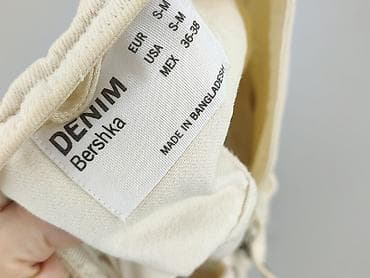 DENIM
Bershka
EUR S-M
USA S-M
MEX 36-38
MADE IN BANGLADESH